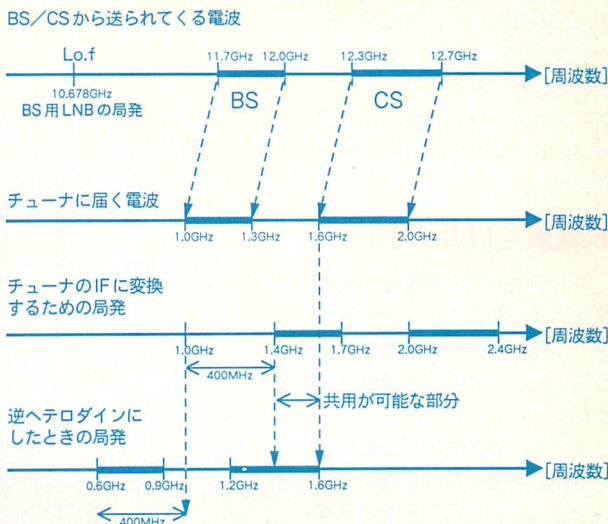 BS／CSから送られてくる電波
Lo.f
11.7GHz 12.0GHz 12.3GHz 12.7GHz
[周波数]
10.678GHz
BS用LNBの局発
BS CS
チューナに届く電波
[周波数]
1.0GHz 1.3GHz 1.6GHz 2.0GHz
チューナのIFに変換
するための局発
[周波数]
1.0GHz 1.4GHz 1.7GHz 2.0GHz 2.4GHz
400MHz
共用が可能な部分
逆ヘテロダインに
したときの局発
[周波数]
0.6GHz 0.9GHz 1.2GHz 1.6GHz
400MHz